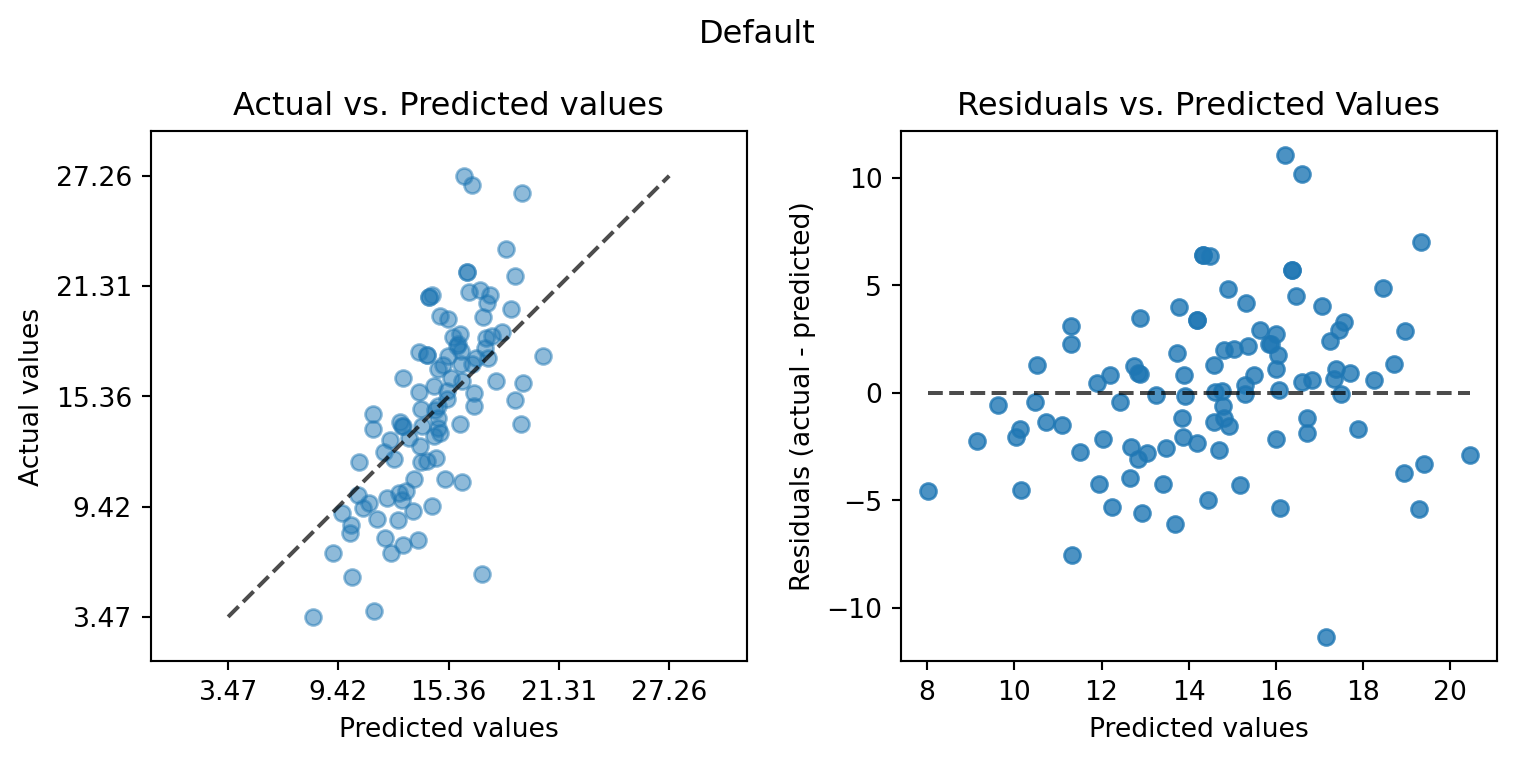 Default
Actual vs. Predicted values
Actual values
27.26
21.31
15.36
9.42
3.47
3.47 9.42 15.36 21.31 27.26
Predicted values
Residuals vs. Predicted Values
Residuals (actual - predicted)
10
5
0
−5
−10
8 10 12 14 16 18 20
Predicted values